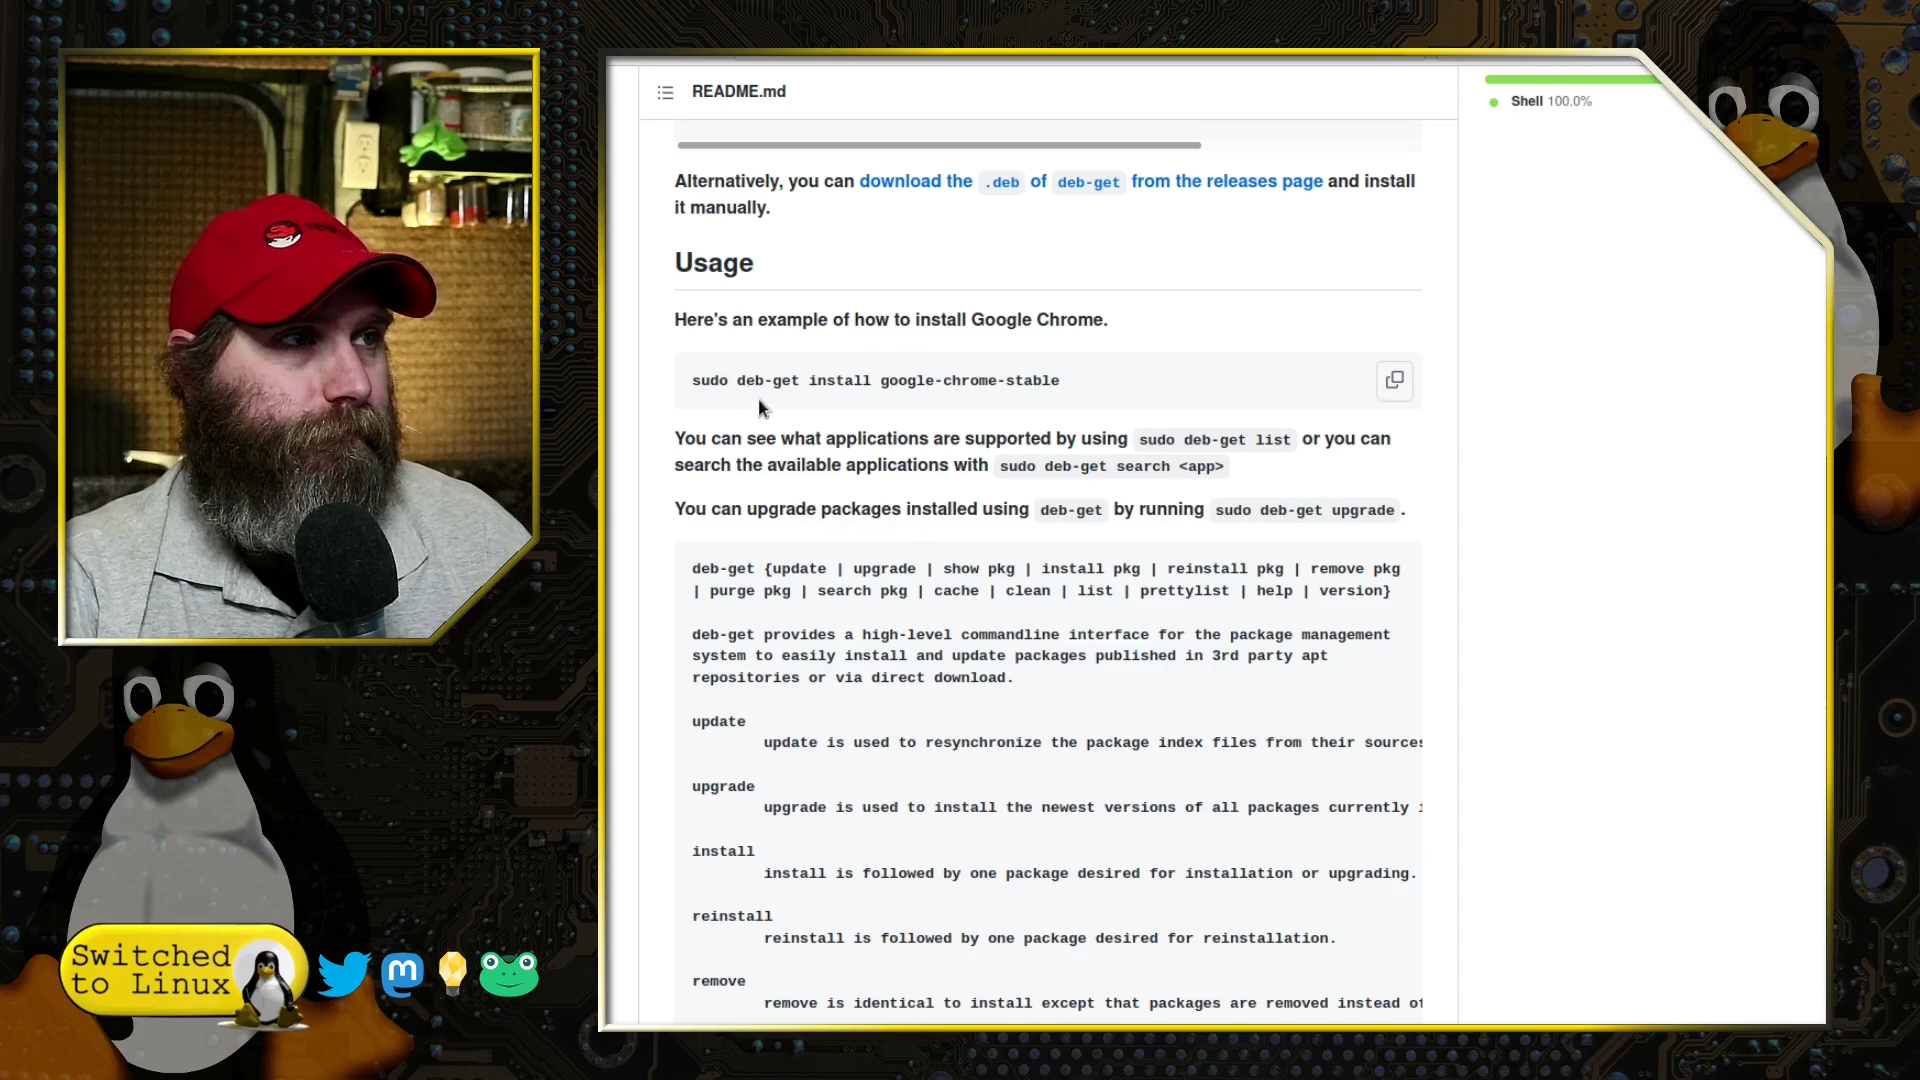 README.md
Shell 100.0%
Alternatively, you can download the .deb of deb-get from the releases page and install
it manually.
Usage
Here's an example of how to install Google Chrome.
sudo deb-get install google-chrome-stable
You can see what applications are supported by using sudo deb-get list or you can
search the available applications with sudo deb-get search <app>
You can upgrade packages installed using deb-get by running sudo deb-get upgrade .
deb-get {update | upgrade | show pkg | install pkg | reinstall pkg | remove pkg
| purge pkg | search pkg | cache | clean | list | prettylist | help | version}
deb-get provides a high-level commandline interface for the package management
system to easily install and update packages published in 3rd party apt
repositories or via direct download.
update
update is used to resynchronize the package index files from their sources
upgrade
upgrade is used to install the newest versions of all packages currently
install
install is followed by one package desired for installation or upgrading.
reinstall
reinstall is followed by one package desired for reinstallation.
remove
remove is identical to install except that packages are removed instead of
Switched
to Linux